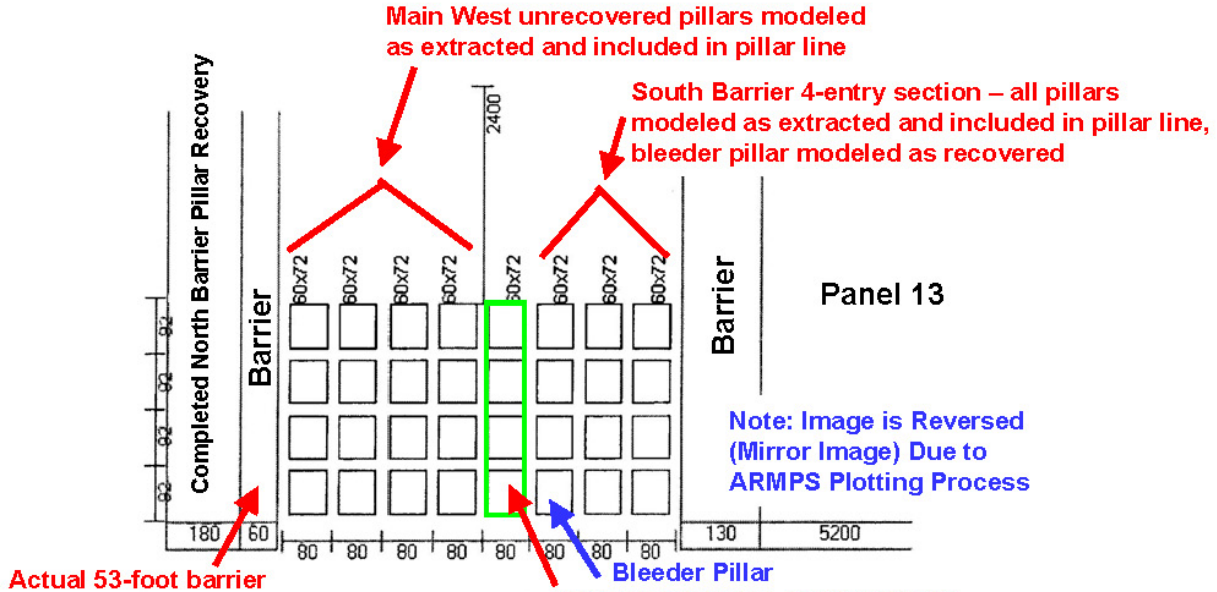 Main West unrecovered pillars modeled
as extracted and included in pillar line
Completed North Barrier Pillar Recovery
Barrier
2400
South Barrier 4-entry section – all pillars
modeled as extracted and included in pillar line,
bleeder pillar modeled as recovered
60x72
60x72
60x72
60x72
60x72
60x72
60x72
60x72
Barrier
Panel 13
Note: Image is Reversed
(Mirror Image) Due to
ARMPS Plotting Process
92
92
92
92
180
60
80
80
80
80
80
80
80
80
130
5200
Actual 53-foot barrier
Bleeder Pillar